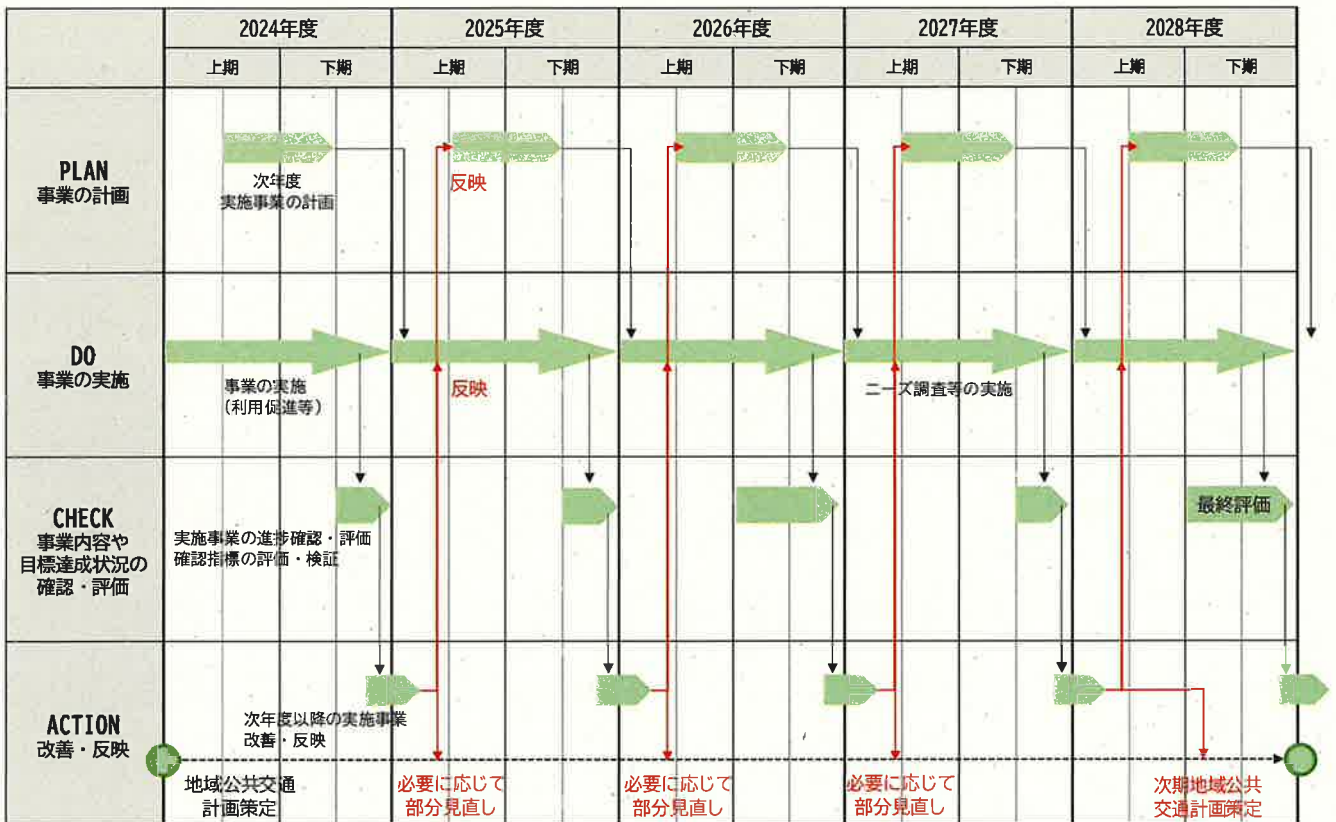 2024年度
2025年度
2026年度
2027年度
2028年度
上期
下期
上期
下期
上期
下期
上期
下期
上期
下期
PLAN
事業の計画
次年度
実施事業の計画
反映
DO
事業の実施
事業の実施
(利用促進等)
反映
ニーズ調査等の実施
CHECK
事業内容や
目標達成状況の
確認・評価
実施事業の進捗確認・評価
確認指標の評価・検証
最終評価
ACTION
改善・反映
次年度以降の実施事業
改善・反映
地域公共交通
計画策定
必要に応じて
部分見直し
必要に応じて
部分見直し
必要に応じて
部分見直し
次期地域公共
交通計画策定